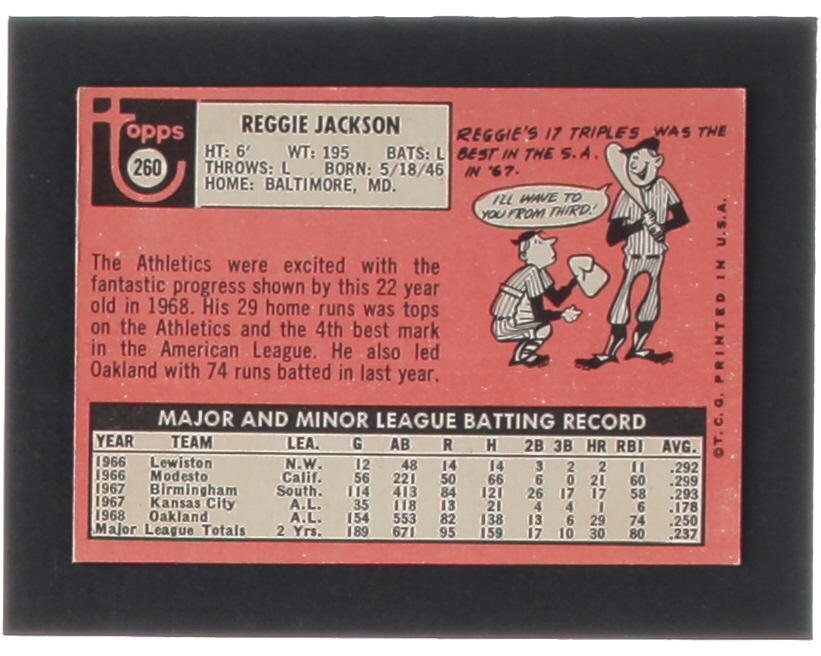 topps
260
REGGIE JACKSON
HT: 6' WT: 195 BATS: L
THROWS: L BORN: 5/18/46
HOME: BALTIMORE, MD.
REGGIE'S 17 TRIPLES WAS THE
BEST IN THE S.A.
IN '67.
I'LL WAVE TO
YOU FROM THIRD!
The Athletics were excited with the
fantastic progress shown by this 22 year
old in 1968. His 29 home runs was tops
on the Athletics and the 4th best mark
in the American League. He also led
Oakland with 74 runs batted in last year.
MAJOR AND MINOR LEAGUE BATTING RECORD
YEAR TEAM LEA. G AB R H 2B 3B HR RBI AVG.
1966 Lewiston N.W. 12 48 14 14 3 2 2 11 .292
1966 Modesto Calif. 56 221 50 66 6 0 21 60 .299
1967 Birmingham South. 114 413 84 121 26 17 17 58 .293
1967 Kansas City A.L. 35 118 13 21 4 4 1 6 .178
1968 Oakland A.L. 154 553 82 138 13 6 29 74 .250
Major League Totals 2 Yrs. 189 671 95 159 17 10 30 80 .237
©T.C.G. PRINTED IN U.S.A.